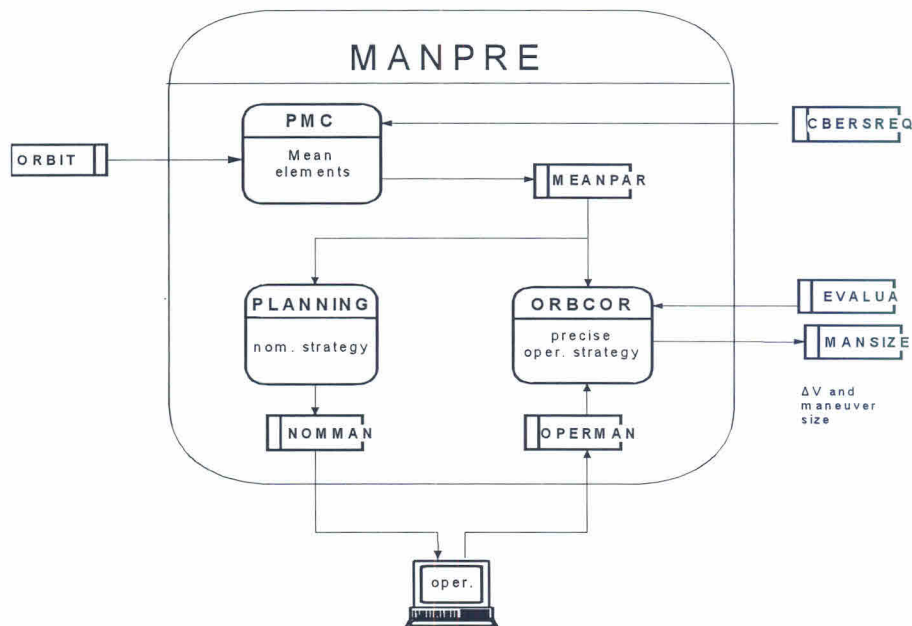 MANPRE
PMC
Mean
elements
CBERSREQ
ORBIT
MEANPAR
PLANNING
nom. strategy
ORBCOR
precise
oper. strategy
EVALUA
MANSIZE
ΔV and
maneuver
size
NOMMAN
OPERMAN
oper.